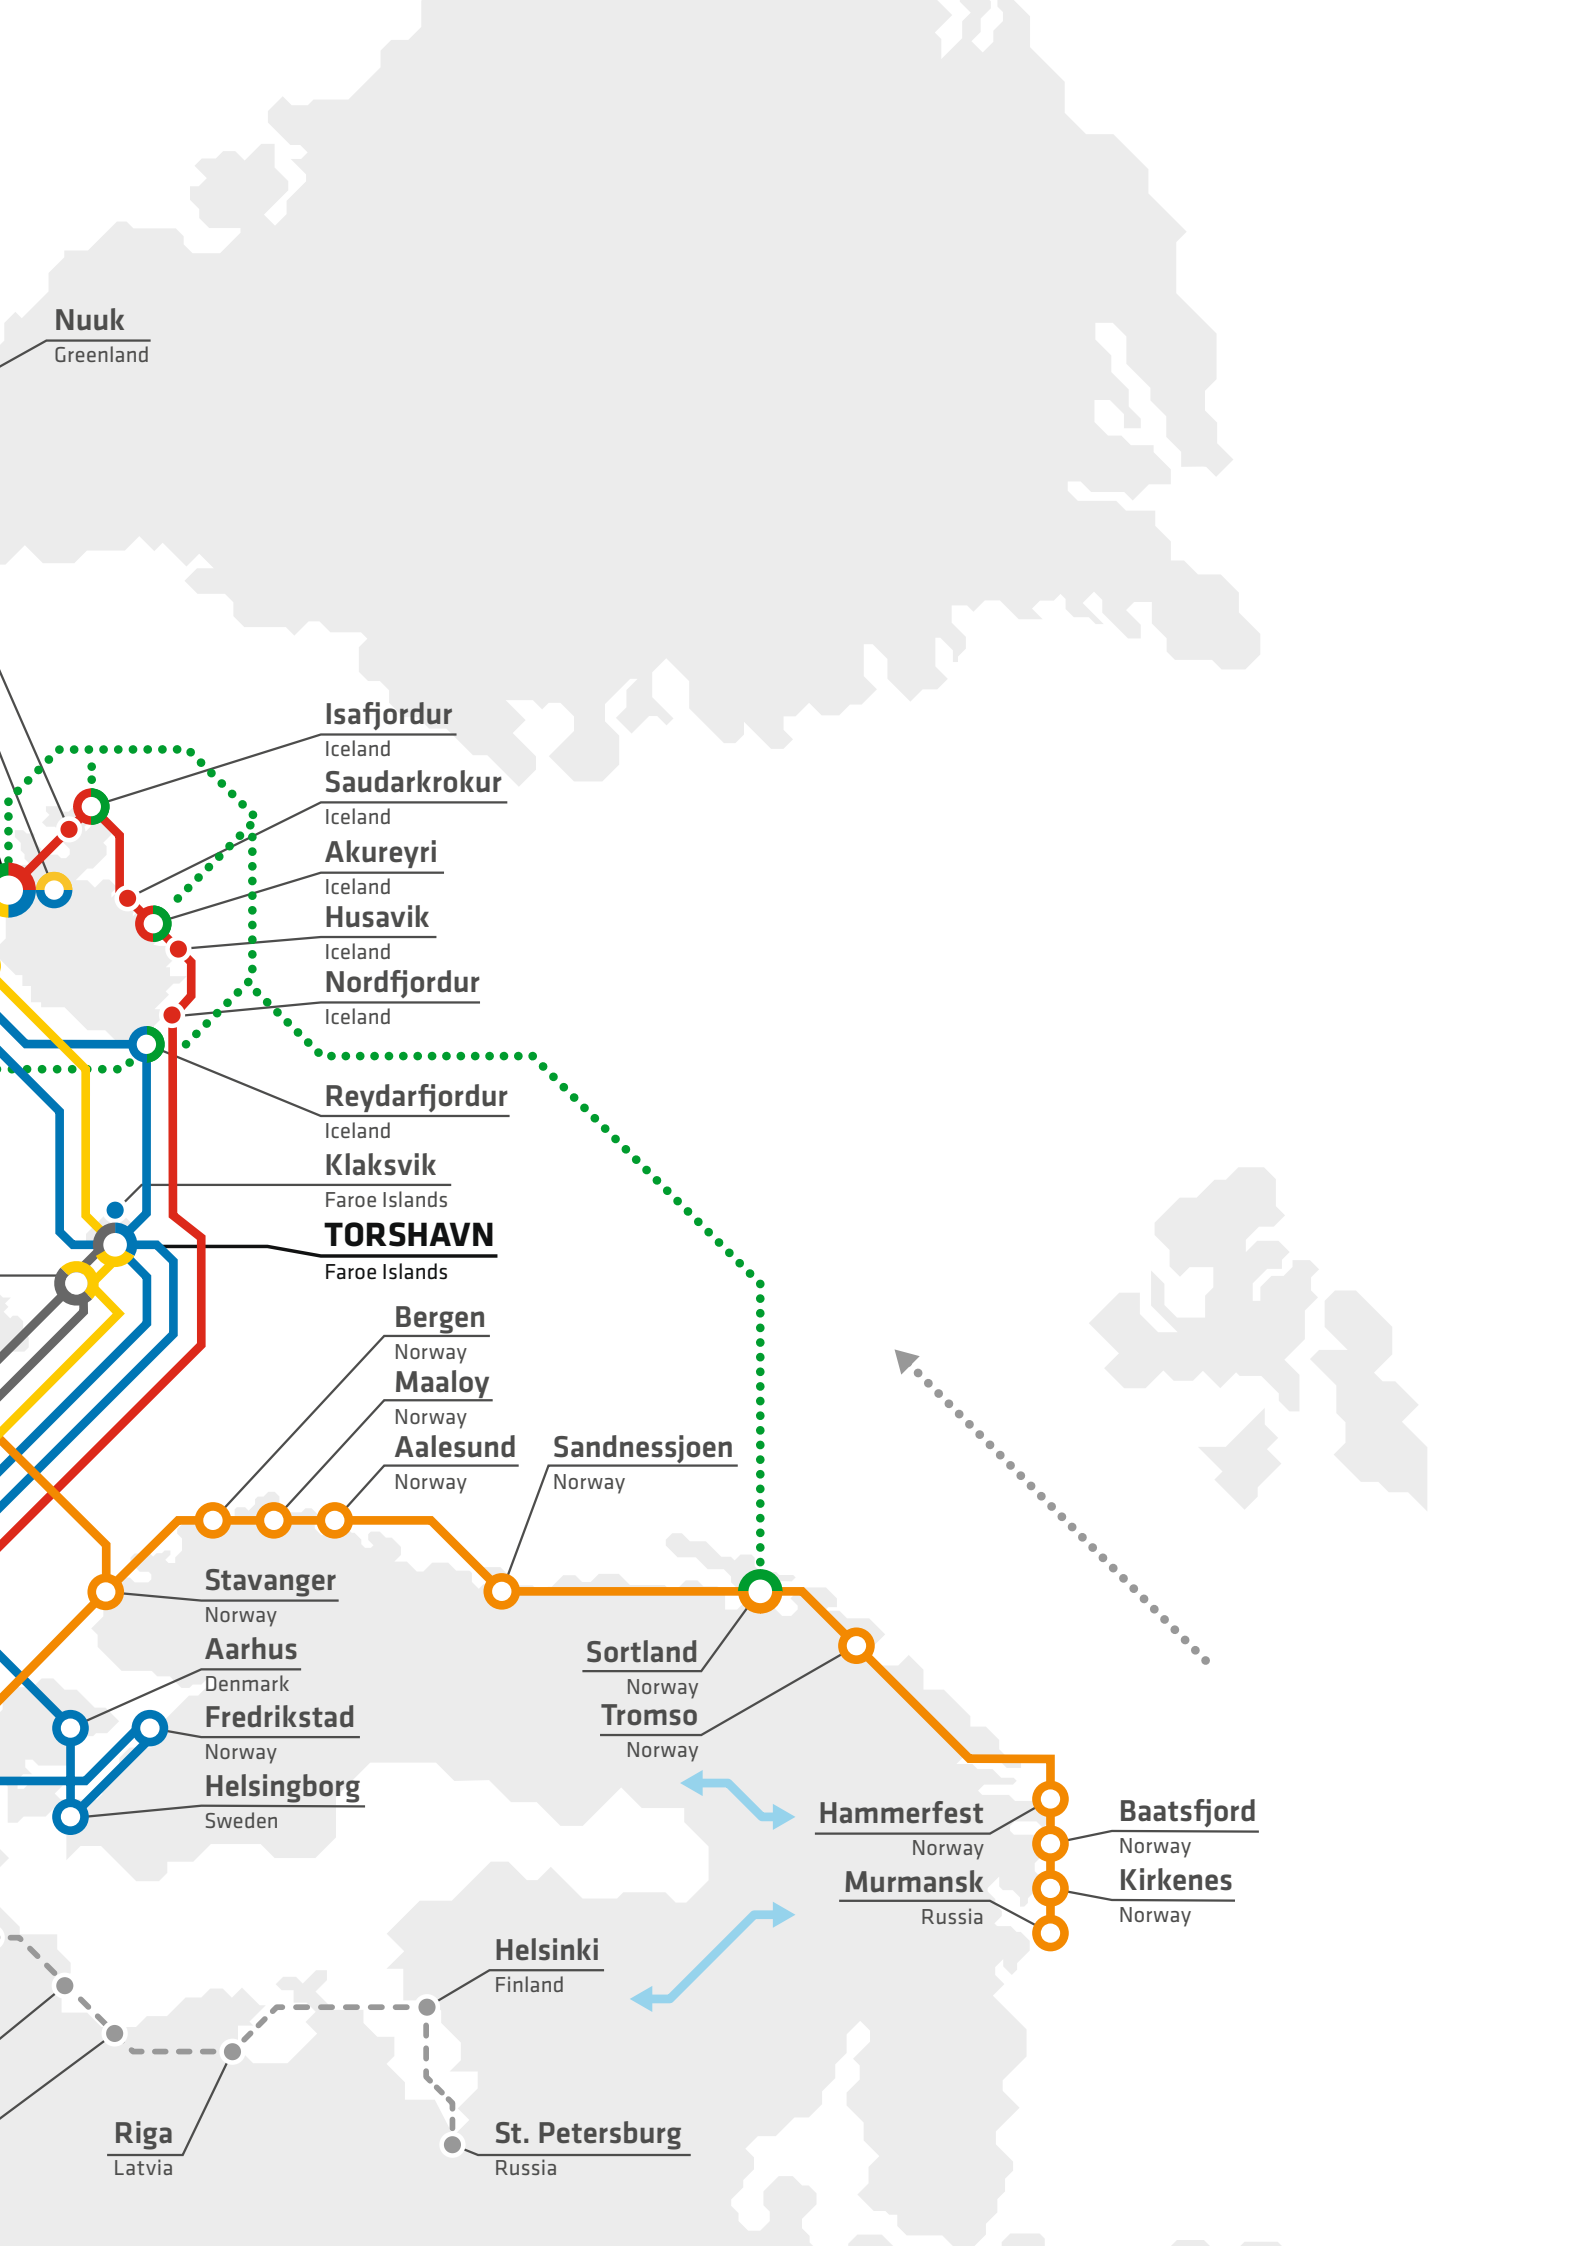 Nuuk
Greenland
Isafjordur
Iceland
Saudarkrokur
Iceland
Akureyri
Iceland
Husavik
Iceland
Nordfjordur
Iceland
Reydarfjordur
Iceland
Klaksvik
Faroe Islands
TORSHAVN
Faroe Islands
Bergen
Norway
Maaloy
Norway
Aalesund
Norway
Sandnessjoen
Norway
Stavanger
Norway
Aarhus
Denmark
Fredrikstad
Norway
Helsingborg
Sweden
Sortland
Norway
Tromso
Norway
Hammerfest
Norway
Baatsfjord
Norway
Murmansk
Russia
Kirkenes
Norway
Helsinki
Finland
Riga
Latvia
St. Petersburg
Russia